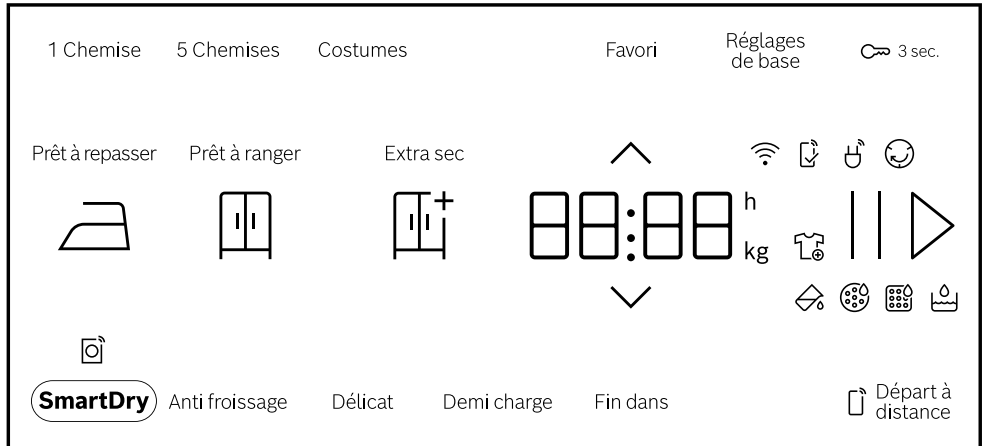 1 Chemise 5 Chemises Costumes Favori Réglages
de base 3 sec.
Prêt à repasser Prêt à ranger Extra sec
88:88 h
kg
SmartDry Anti froissage Délicat Demi charge Fin dans Départ à
distance